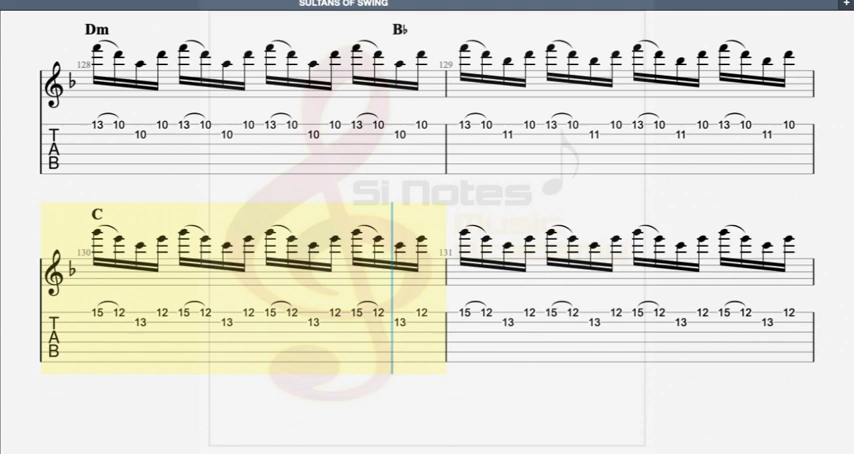 SULTANS OF SWING
+
Dm B♭
128 129
13 10 10 10 13 10 10 10 13 10 10 10 13 10 10 10 13 10 11 10 13 10 11 10 13 10 11 10 13 10 11 10
T
A
B
Si Notes
Music
C
130 131
15 12 13 12 15 12 13 12 15 12 13 12 15 12 13 12 15 12 13 12 15 12 13 12 15 12 13 12 15 12 13 12
T
A
B